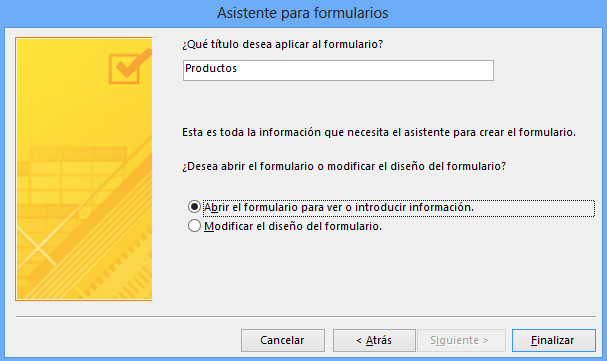 Asistente para formularios
¿Qué título desea aplicar al formulario?
Productos
Esta es toda la información que necesita el asistente para crear el formulario.
¿Desea abrir el formulario o modificar el diseño del formulario?
Abrir el formulario para ver o introducir información.
Modificar el diseño del formulario.
Cancelar
< Atrás
Siguiente >
Finalizar